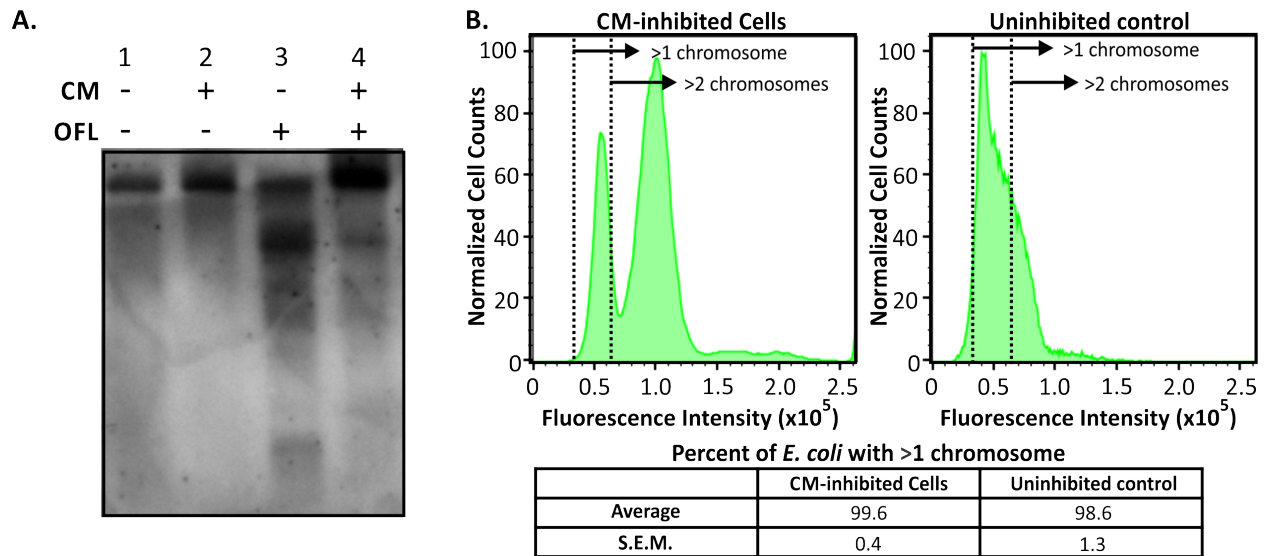 A.
1 2 3 4
CM - + - +
OFL - - + +
B.
CM-inhibited Cells
>1 chromosome
>2 chromosomes
Normalized Cell Counts
100
80
60
40
20
0
0 0.5 1.0 1.5 2.0 2.5
Fluorescence Intensity (x10⁵)
Uninhibited control
>1 chromosome
>2 chromosomes
Normalized Cell Counts
100
80
60
40
20
0
0 0.5 1.0 1.5 2.0 2.5
Fluorescence Intensity (x10⁵)
Percent of E. coli with >1 chromosome
CM-inhibited Cells Uninhibited control
Average 99.6 98.6
S.E.M. 0.4 1.3